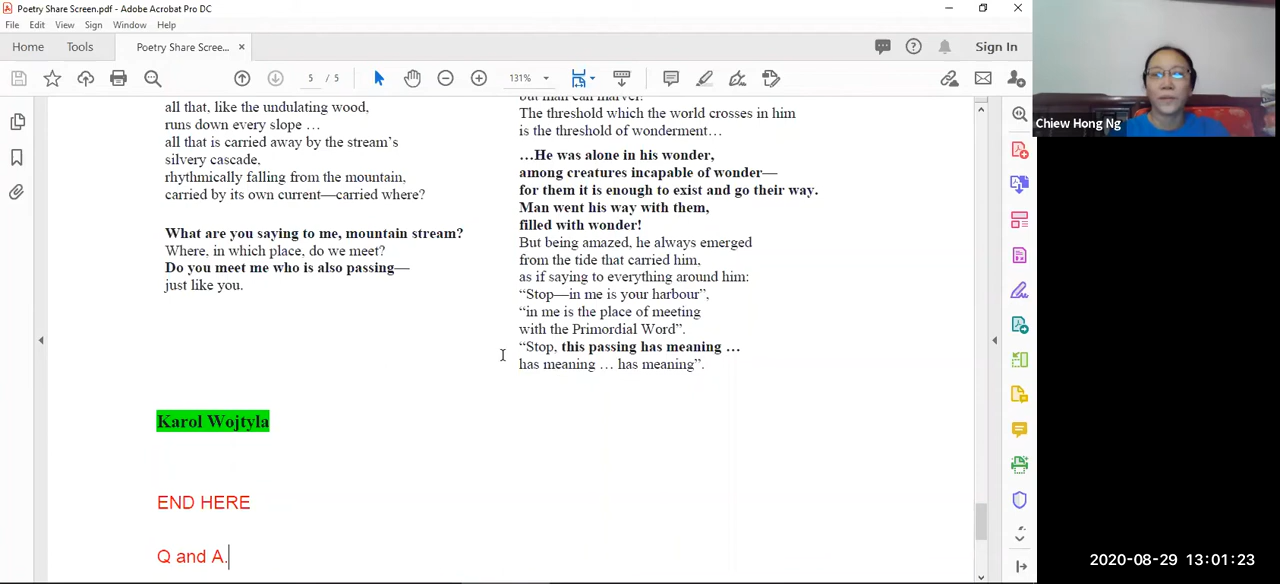 Poetry Share Screen.pdf - Adobe Acrobat Pro DC
File Edit View Sign Window Help
Home Tools Poetry Share Scree... × Sign In
5 / 5 131%
all that, like the undulating wood,
runs down every slope …
all that is carried away by the stream’s
silvery cascade,
rhythmically falling from the mountain,
carried by its own current—carried where?
What are you saying to me, mountain stream?
Where, in which place, do we meet?
Do you meet me who is also passing—
just like you.
but man can marvel!
The threshold which the world crosses in him
is the threshold of wonderment…
…He was alone in his wonder,
among creatures incapable of wonder—
for them it is enough to exist and go their way.
Man went his way with them,
filled with wonder!
But being amazed, he always emerged
from the tide that carried him,
as if saying to everything around him:
“Stop—in me is your harbour”,
“in me is the place of meeting
with the Primordial Word”.
“Stop, this passing has meaning …
has meaning … has meaning”.
Karol Wojtyla
END HERE
Q and A.
Chiew Hong Ng
2020-08-29 13:01:23